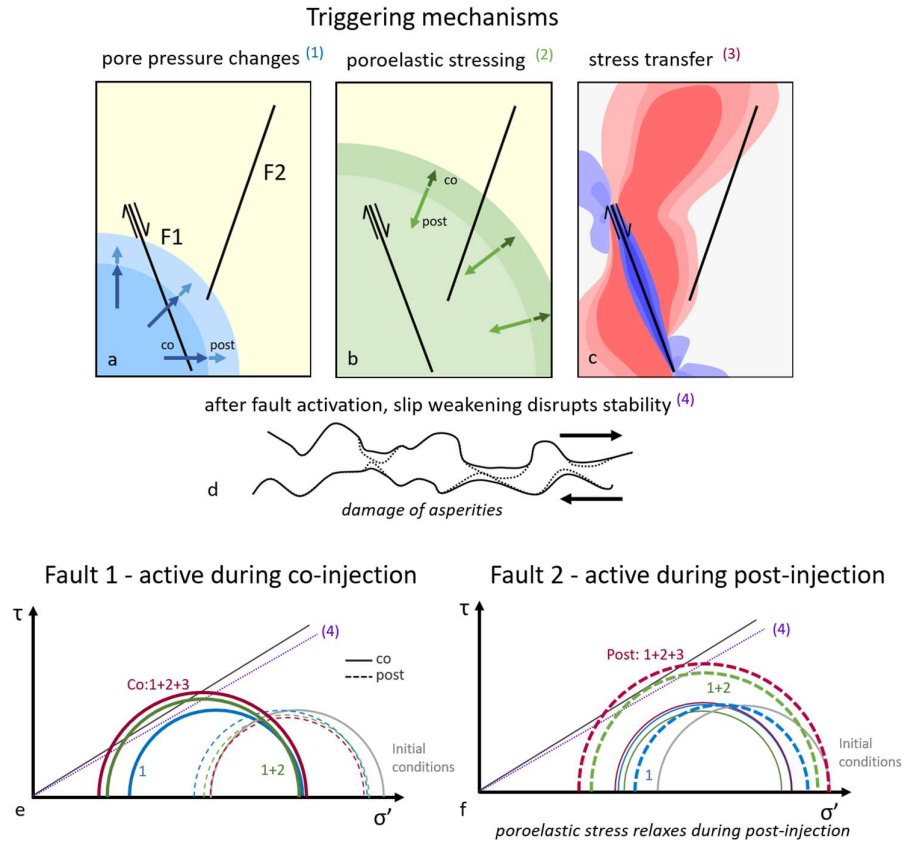 Triggering mechanisms
pore pressure changes (1)
poroelastic stressing (2)
stress transfer (3)
F2
F1
co
post
a
co
post
b
c
after fault activation, slip weakening disrupts stability (4)
d
damage of asperities
Fault 1 - active during co-injection
τ
(4)
co
post
Co:1+2+3
1
1+2
Initial
conditions
e
σ'
Fault 2 - active during post-injection
τ
(4)
Post: 1+2+3
1+2
1
Initial
conditions
f
σ'
poroelastic stress relaxes during post-injection